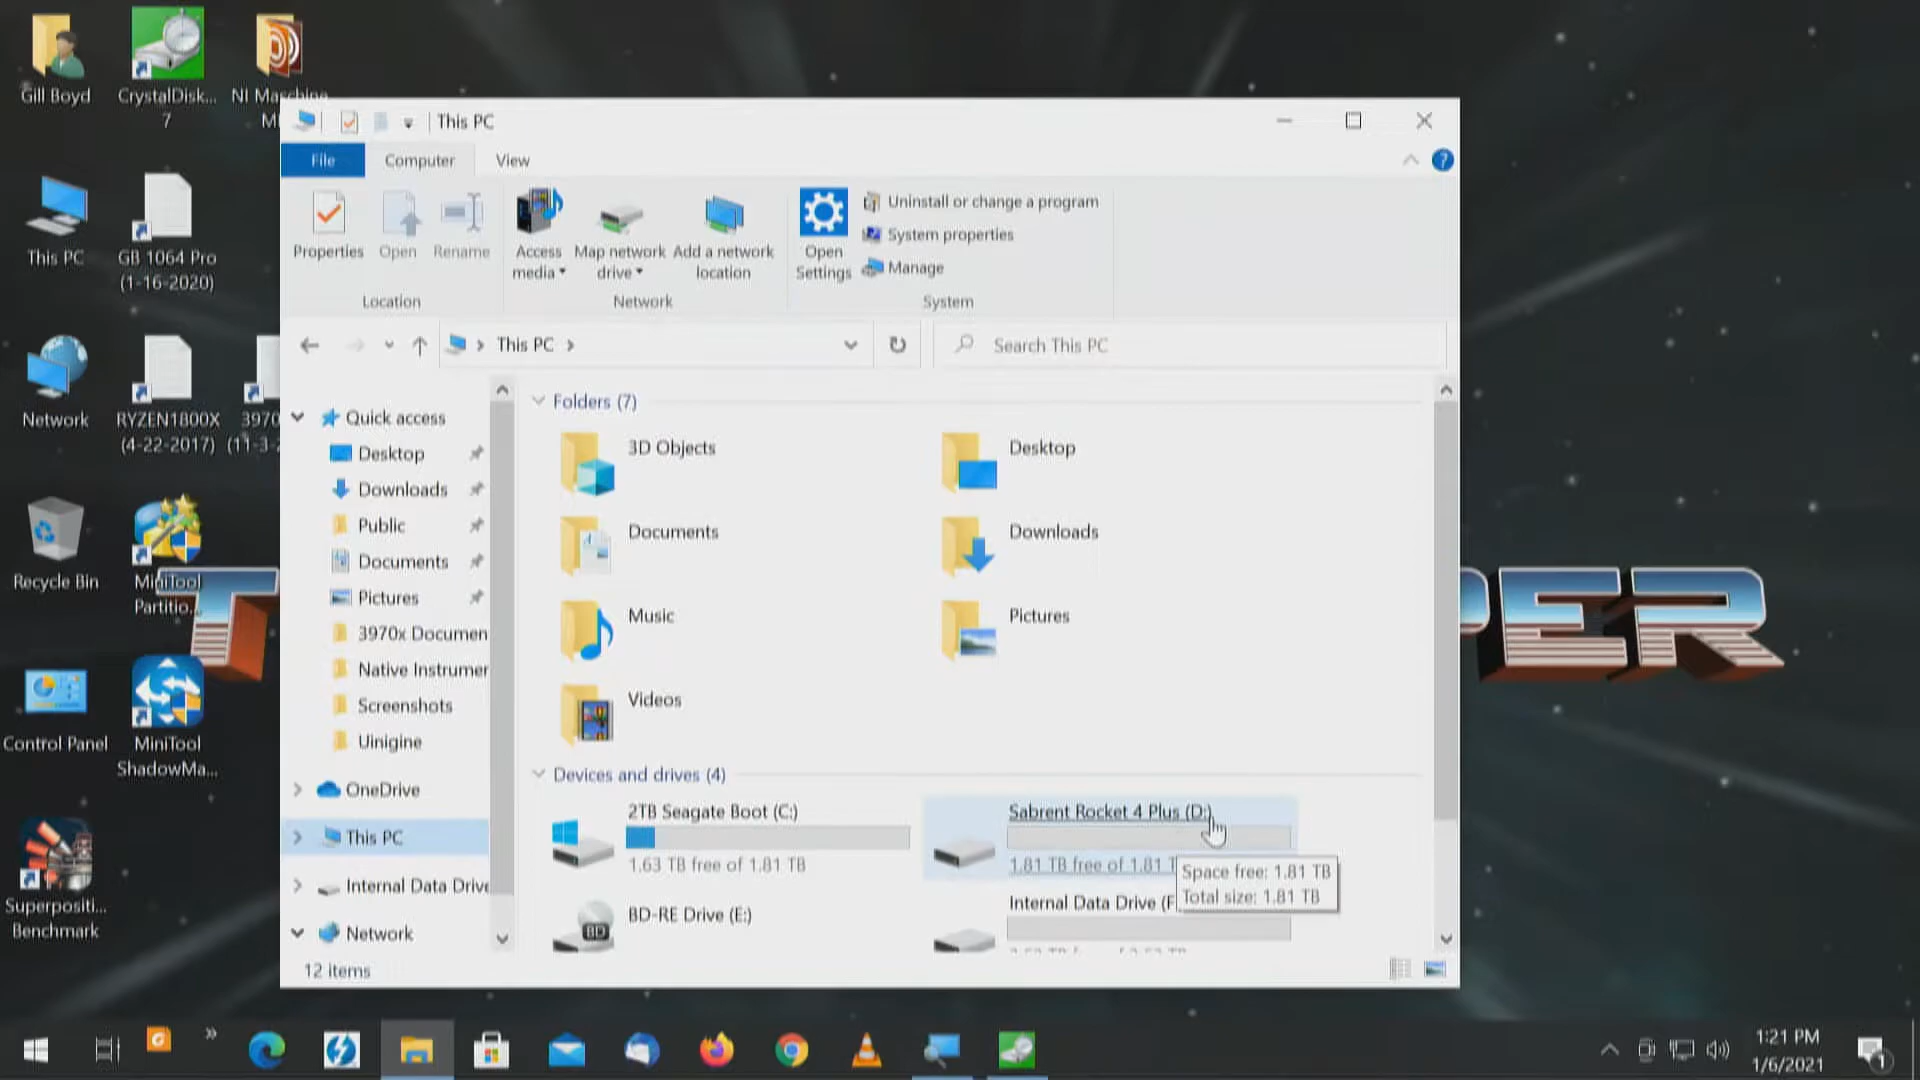 Gill Boyd
CrystalDisk...
7
NI Maschine
This PC
GB 1064 Pro
(1-16-2020)
Network
RYZEN1800X
(4-22-2017)
3970
(11-3-2
Recycle Bin
MiniTool
Partitio...
Control Panel
MiniTool
ShadowMa...
Superpositi...
Benchmark
PER
This PC
File
Computer
View
?
Properties
Open
Rename
Access
media
Map network
drive
Add a network
location
Open
Settings
Uninstall or change a program
System properties
Manage
Location
Network
System
This PC
Search This PC
Quick access
Desktop
Downloads
Public
Documents
Pictures
3970x Documen
Native Instrumer
Screenshots
Uinigine
OneDrive
This PC
Internal Data Drive
Network
Folders (7)
3D Objects
Desktop
Documents
Downloads
Music
Pictures
Videos
Devices and drives (4)
2TB Seagate Boot (C:)
1.63 TB free of 1.81 TB
Sabrent Rocket 4 Plus (D:)
1.81 TB free of 1.81 T
Space free: 1.81 TB
Total size: 1.81 TB
BD-RE Drive (E:)
BD
Internal Data Drive (F
12 items
1:21 PM
1/6/2021
1